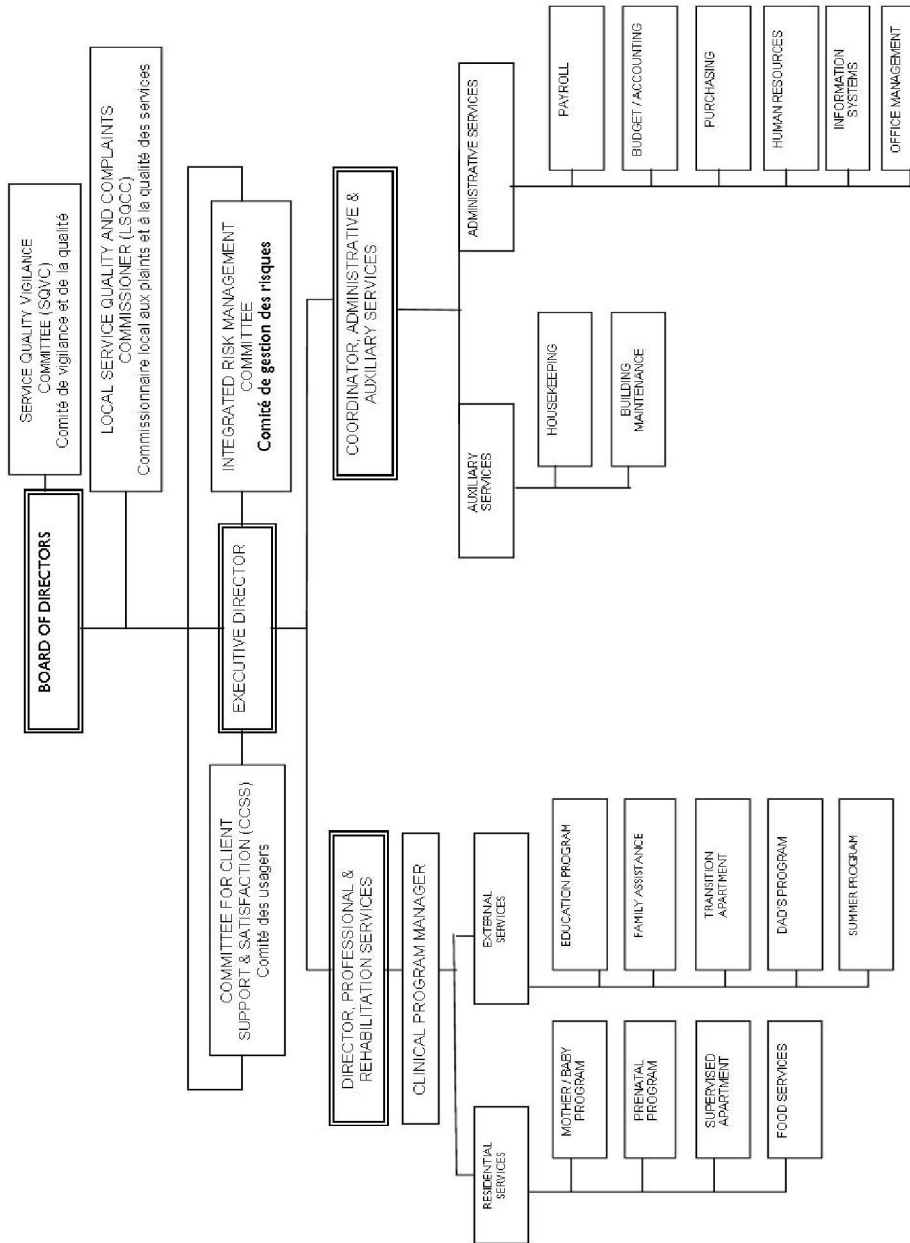 BOARD OF DIRECTORS
SERVICE QUALITY VIGILANCE
COMMITTEE (SQVC)
Comité de vigilance et de la qualité
LOCAL SERVICE QUALITY AND COMPLAINTS
COMMISSIONER (LSQCC)
Commissionnaire local aux plaints et à la qualité des services
COMMITTEE FOR CLIENT
SUPPORT & SATISFACTION (CCSS)
Comité des usagers
EXECUTIVE DIRECTOR
INTEGRATED RISK MANAGEMENT
COMMITTEE
Comité de gestion des risques
DIRECTOR, PROFESSIONAL &
REHABILITATION SERVICES
CLINICAL PROGRAM MANAGER
COORDINATOR, ADMINISTRATIVE &
AUXILIARY SERVICES
RESIDENTIAL
SERVICES
MOTHER / BABY
PROGRAM
PRENATAL
PROGRAM
SUPERVISED
APARTMENT
FOOD SERVICES
EXTERNAL
SERVICES
EDUCATION PROGRAM
FAMILY ASSISTANCE
TRANSITION
APARTMENT
DAD'S PROGRAM
SUMMER PROGRAM
AUXILIARY
SERVICES
HOUSEKEEPING
BUILDING
MAINTENANCE
ADMINISTRATIVE SERVICES
PAYROLL
BUDGET / ACCOUNTING
PURCHASING
HUMAN RESOURCES
INFORMATION
SYSTEMS
OFFICE MANAGEMENT